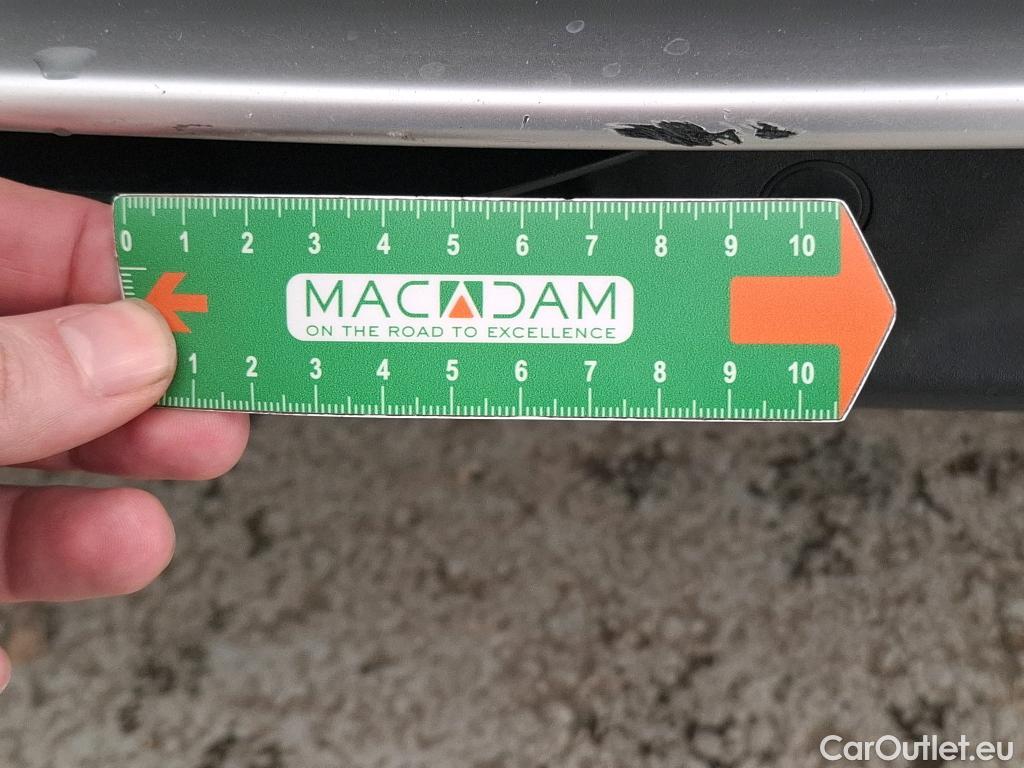 0 1 2 3 4 5 6 7 8 9 10
MACADAM
ON THE ROAD TO EXCELLENCE
1 2 3 4 5 6 7 8 9 10
CarOutlet.eu